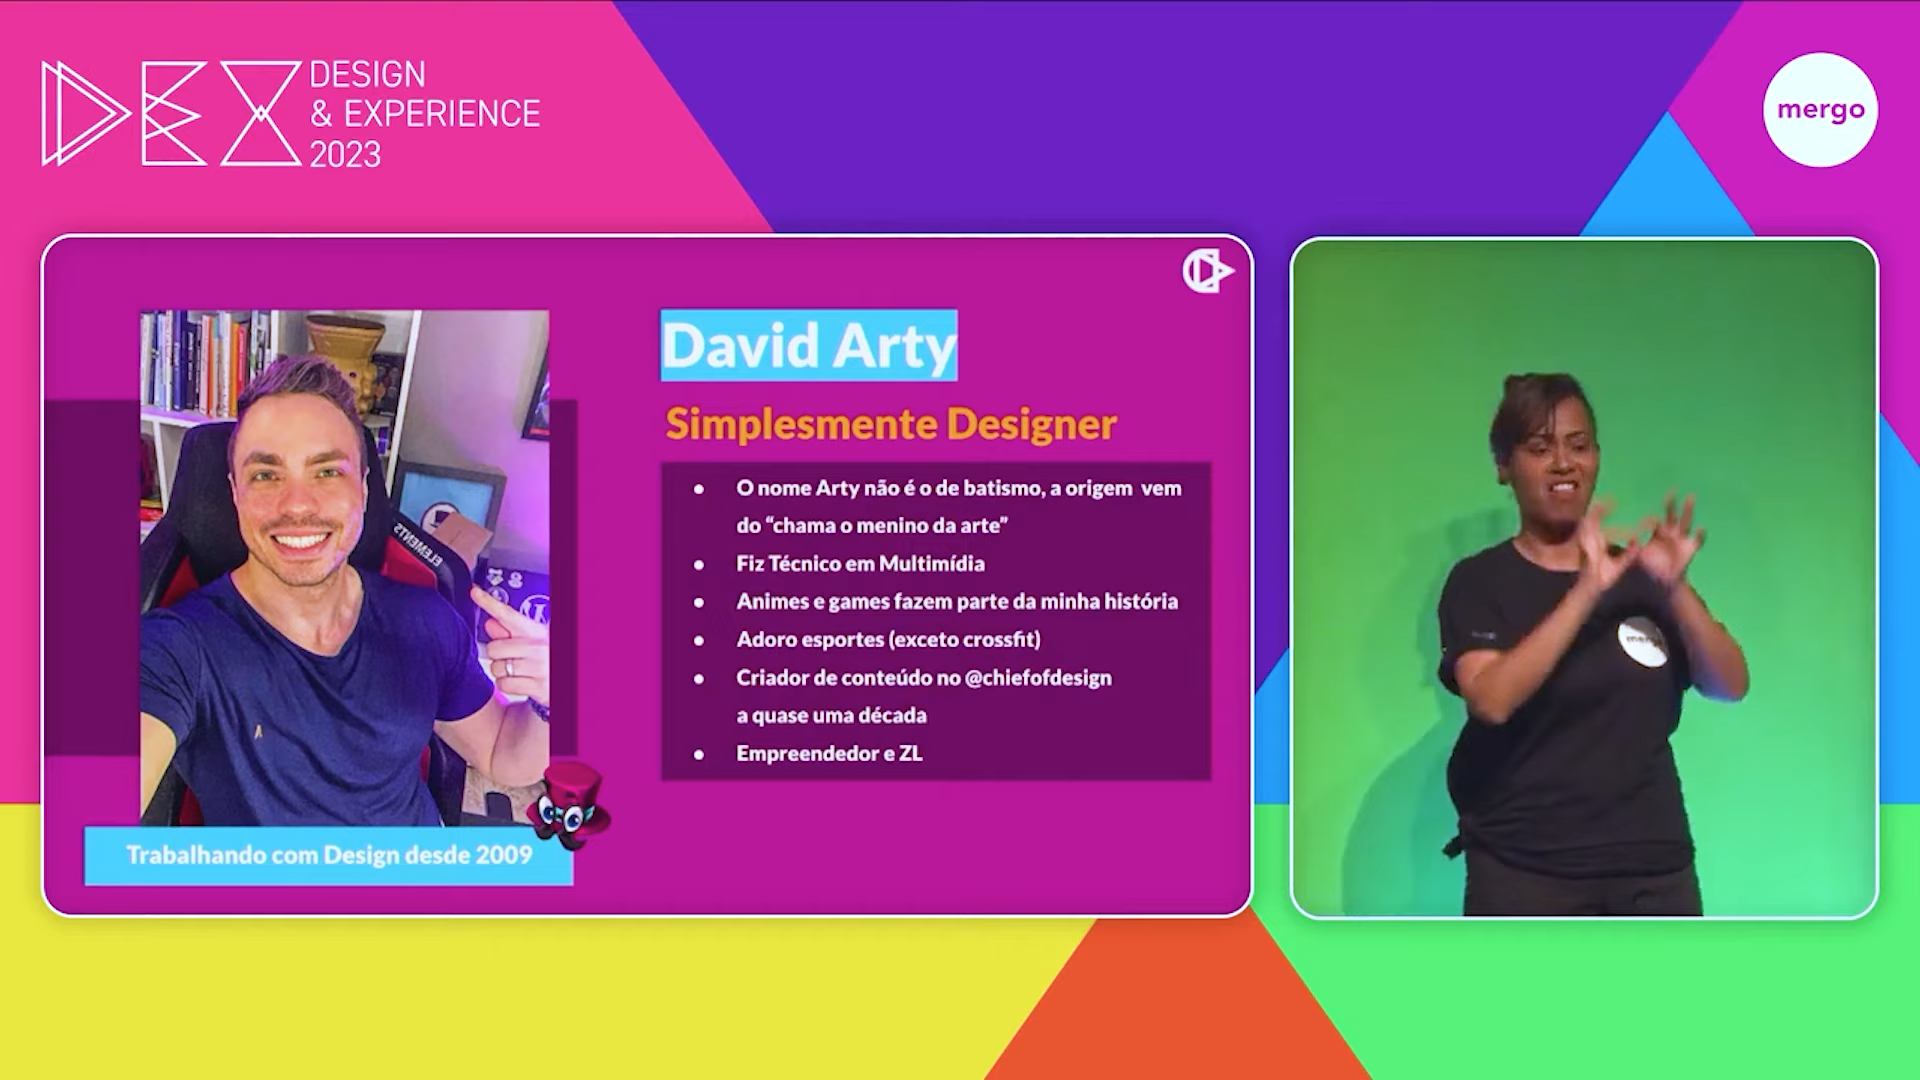 DEX
DESIGN
& EXPERIENCE
2023
mergo
David Arty
Simplesmente Designer
• O nome Arty não é o de batismo, a origem vem
do “chama o menino da arte”
• Fiz Técnico em Multimídia
• Animes e games fazem parte da minha história
• Adoro esportes (exceto crossfit)
• Criador de conteúdo no @chiefofdesign
a quase uma década
• Empreendedor e ZL
ELEMENTS
Trabalhando com Design desde 2009